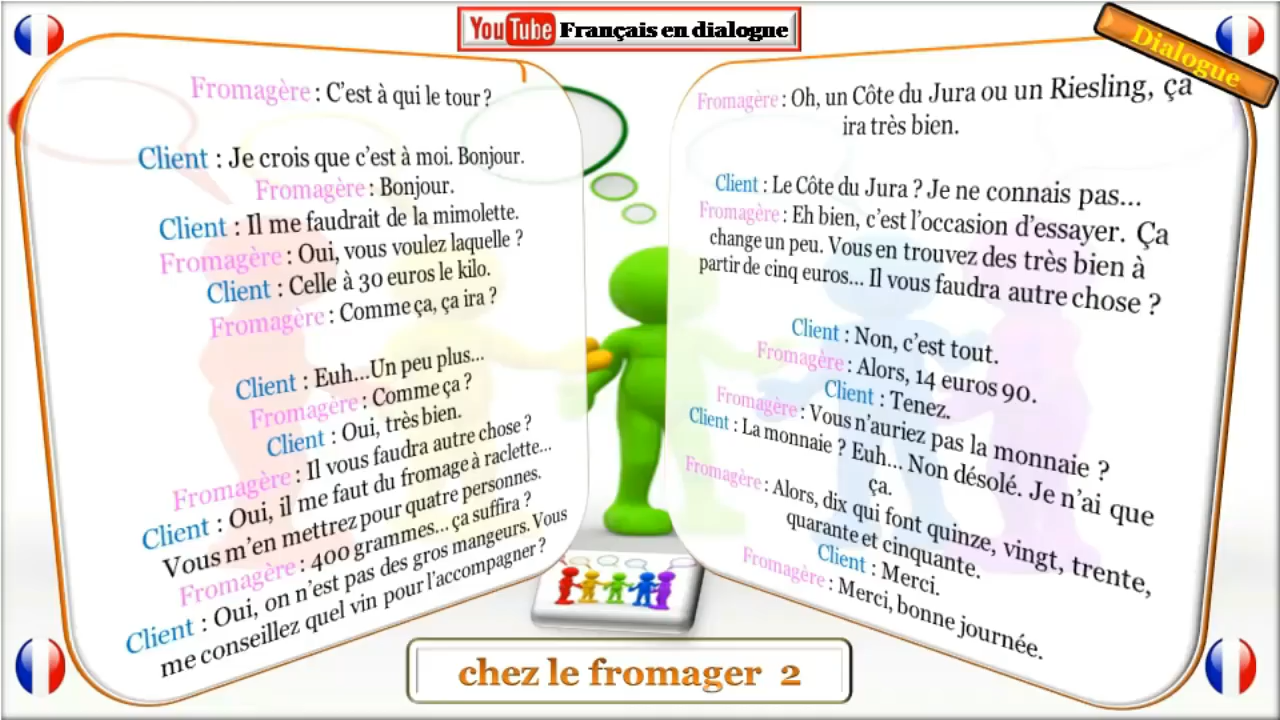 YouTube Français en dialogue
Dialogue
Fromagère : C'est à qui le tour ?
Client : Je crois que c'est à moi. Bonjour.
Fromagère : Bonjour.
Client : Il me faudrait de la mimolette.
Fromagère : Oui, vous voulez laquelle ?
Client : Celle à 30 euros le kilo.
Fromagère : Comme ça, ça ira ?
Client : Euh...Un peu plus...
Fromagère : Comme ça ?
Client : Oui, très bien.
Fromagère : Il vous faudra autre chose ?
Client : Oui, il me faut du fromage à raclette...
Vous m'en mettrez pour quatre personnes.
Fromagère : 400 grammes... ça suffira ?
Client : Oui, on n'est pas des gros mangeurs. Vous
me conseillez quel vin pour l'accompagner ?
Fromagère : Oh, un Côte du Jura ou un Riesling, ça
ira très bien.
Client : Le Côte du Jura ? Je ne connais pas...
Fromagère : Eh bien, c'est l'occasion d'essayer. Ça
change un peu. Vous en trouvez des très bien à
partir de cinq euros... Il vous faudra autre chose ?
Client : Non, c'est tout.
Fromagère : Alors, 14 euros 90.
Client : Tenez.
Fromagère : Vous n'auriez pas la monnaie ?
Client : La monnaie ? Euh... Non désolé. Je n'ai que
ça.
Fromagère : Alors, dix qui font quinze, vingt, trente,
quarante et cinquante.
Client : Merci.
Fromagère : Merci, bonne journée.
chez le fromager 2